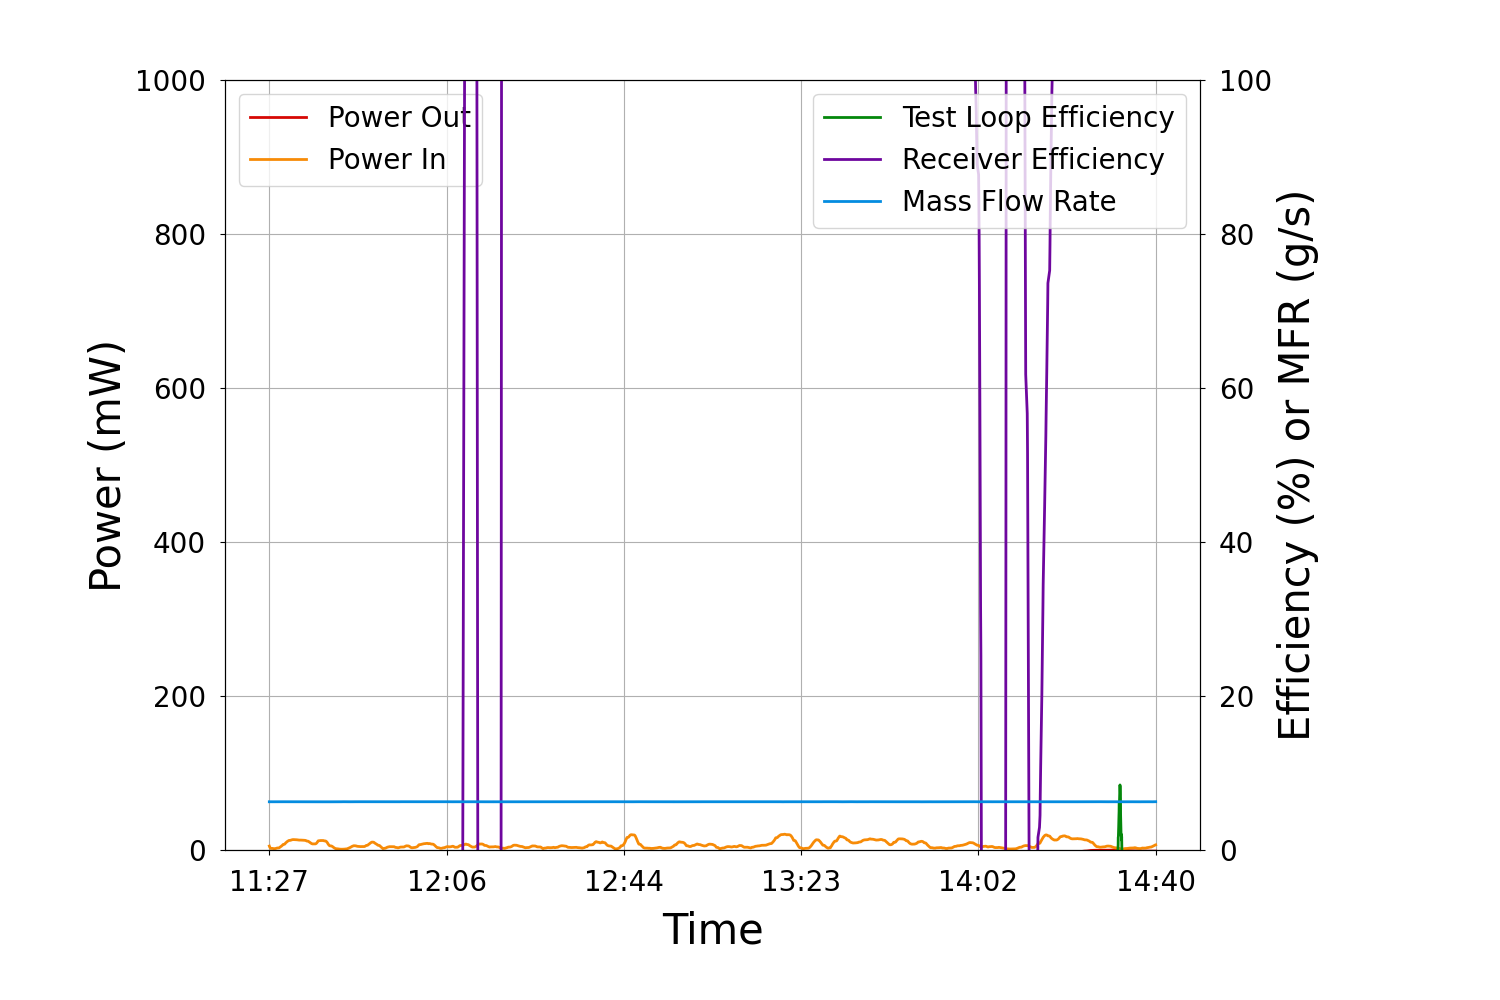 1000
800
600
400
200
0
Power (mW)
Power Out
Power In
Test Loop Efficiency
Receiver Efficiency
Mass Flow Rate
100
80
60
40
20
0
Efficiency (%) or MFR (g/s)
11:27 12:06 12:44 13:23 14:02 14:40
Time